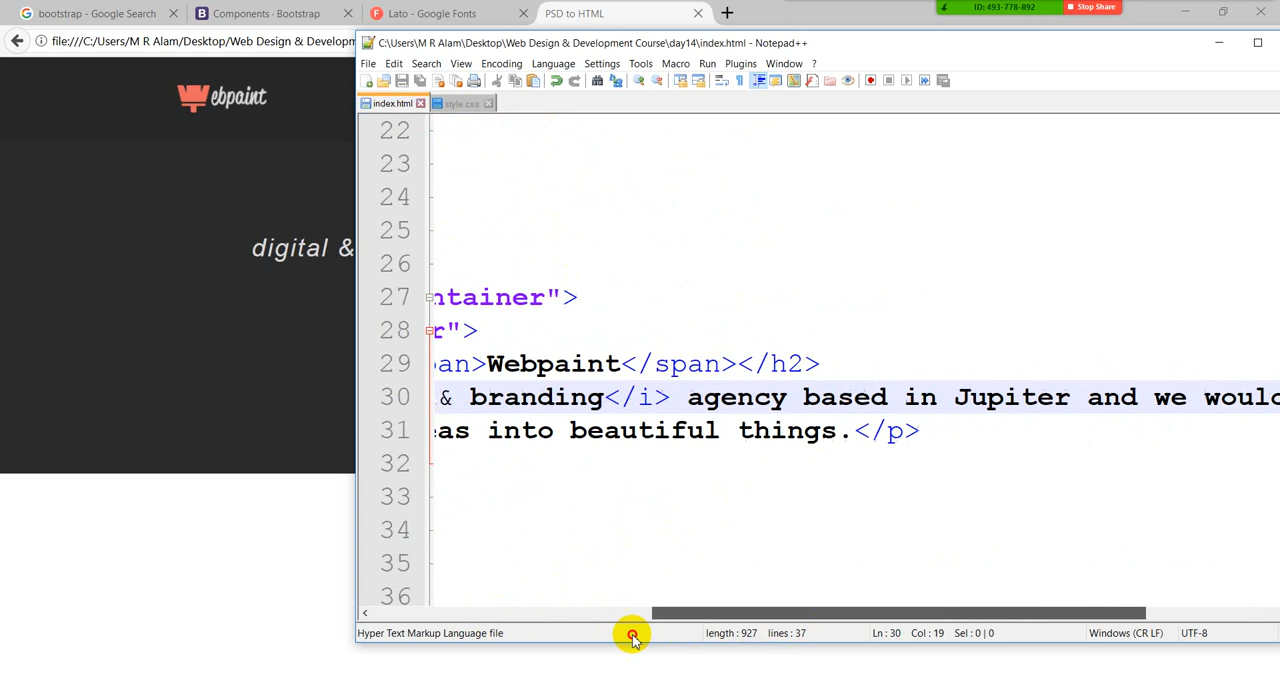 bootstrap - Google Search
Components · Bootstrap
Lato - Google Fonts
PSD to HTML
ID: 493-778-892
Stop Share
file:///C:/Users/M R Alam/Desktop/Web Design & Developm
C:\Users\M R Alam\Desktop\Web Design & Development Course\day14\index.html - Notepad++
File Edit Search View Encoding Language Settings Tools Macro Run Plugins Window ?
index.html
style.css
ebpaint
digital &
22
23
24
25
26
27 ntainer">
28 r">
29 pan>Webpaint</span></h2>
30 & branding</i> agency based in Jupiter and we would
31 eas into beautiful things.</p>
32
33
34
35
36
Hyper Text Markup Language file
length : 927 lines : 37
Ln : 30 Col : 19 Sel : 0 | 0
Windows (CR LF)
UTF-8